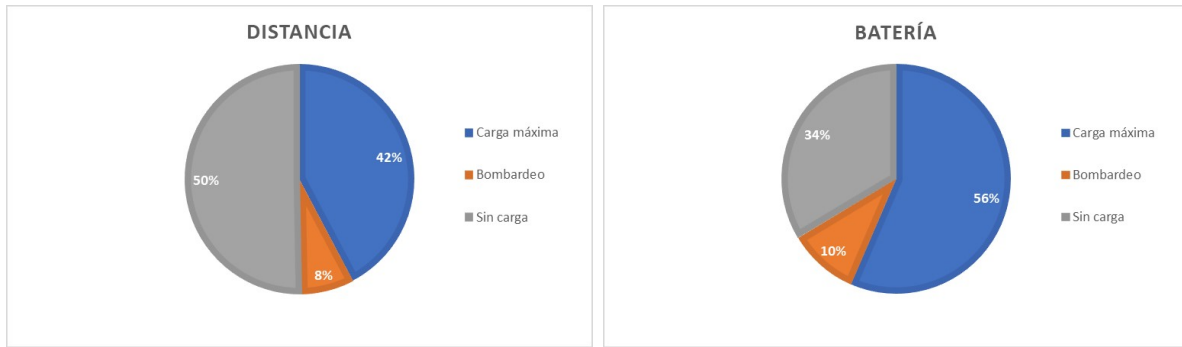 DISTANCIA
42%
8%
50%
Carga máxima
Bombardeo
Sin carga
BATERÍA
56%
10%
34%
Carga máxima
Bombardeo
Sin carga